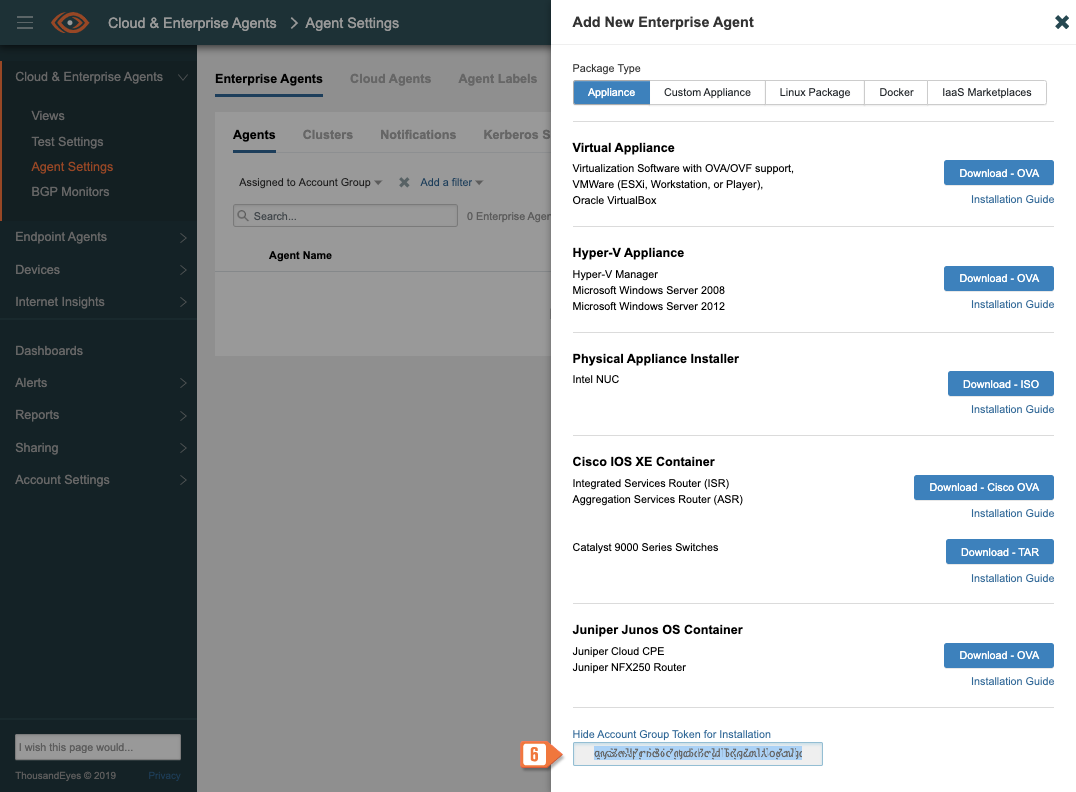 Cloud & Enterprise Agents > Agent Settings
Cloud & Enterprise Agents
Views
Test Settings
Agent Settings
BGP Monitors
Endpoint Agents
Devices
Internet Insights
Dashboards
Alerts
Reports
Sharing
Account Settings
I wish this page would...
ThousandEyes © 2019 Privacy
Enterprise Agents Cloud Agents Agent Labels
Agents Clusters Notifications Kerberos S
Assigned to Account Group Add a filter
Search... 0 Enterprise Agen
Agent Name
Add New Enterprise Agent
Package Type
Appliance Custom Appliance Linux Package Docker IaaS Marketplaces
Virtual Appliance
Virtualization Software with OVA/OVF support,
VMWare (ESXi, Workstation, or Player),
Oracle VirtualBox
Download - OVA
Installation Guide
Hyper-V Appliance
Hyper-V Manager
Microsoft Windows Server 2008
Microsoft Windows Server 2012
Download - OVA
Installation Guide
Physical Appliance Installer
Intel NUC
Download - ISO
Installation Guide
Cisco IOS XE Container
Integrated Services Router (ISR)
Aggregation Services Router (ASR)
Download - Cisco OVA
Installation Guide
Catalyst 9000 Series Switches
Download - TAR
Installation Guide
Juniper Junos OS Container
Juniper Cloud CPE
Juniper NFX250 Router
Download - OVA
Installation Guide
Hide Account Group Token for Installation
6